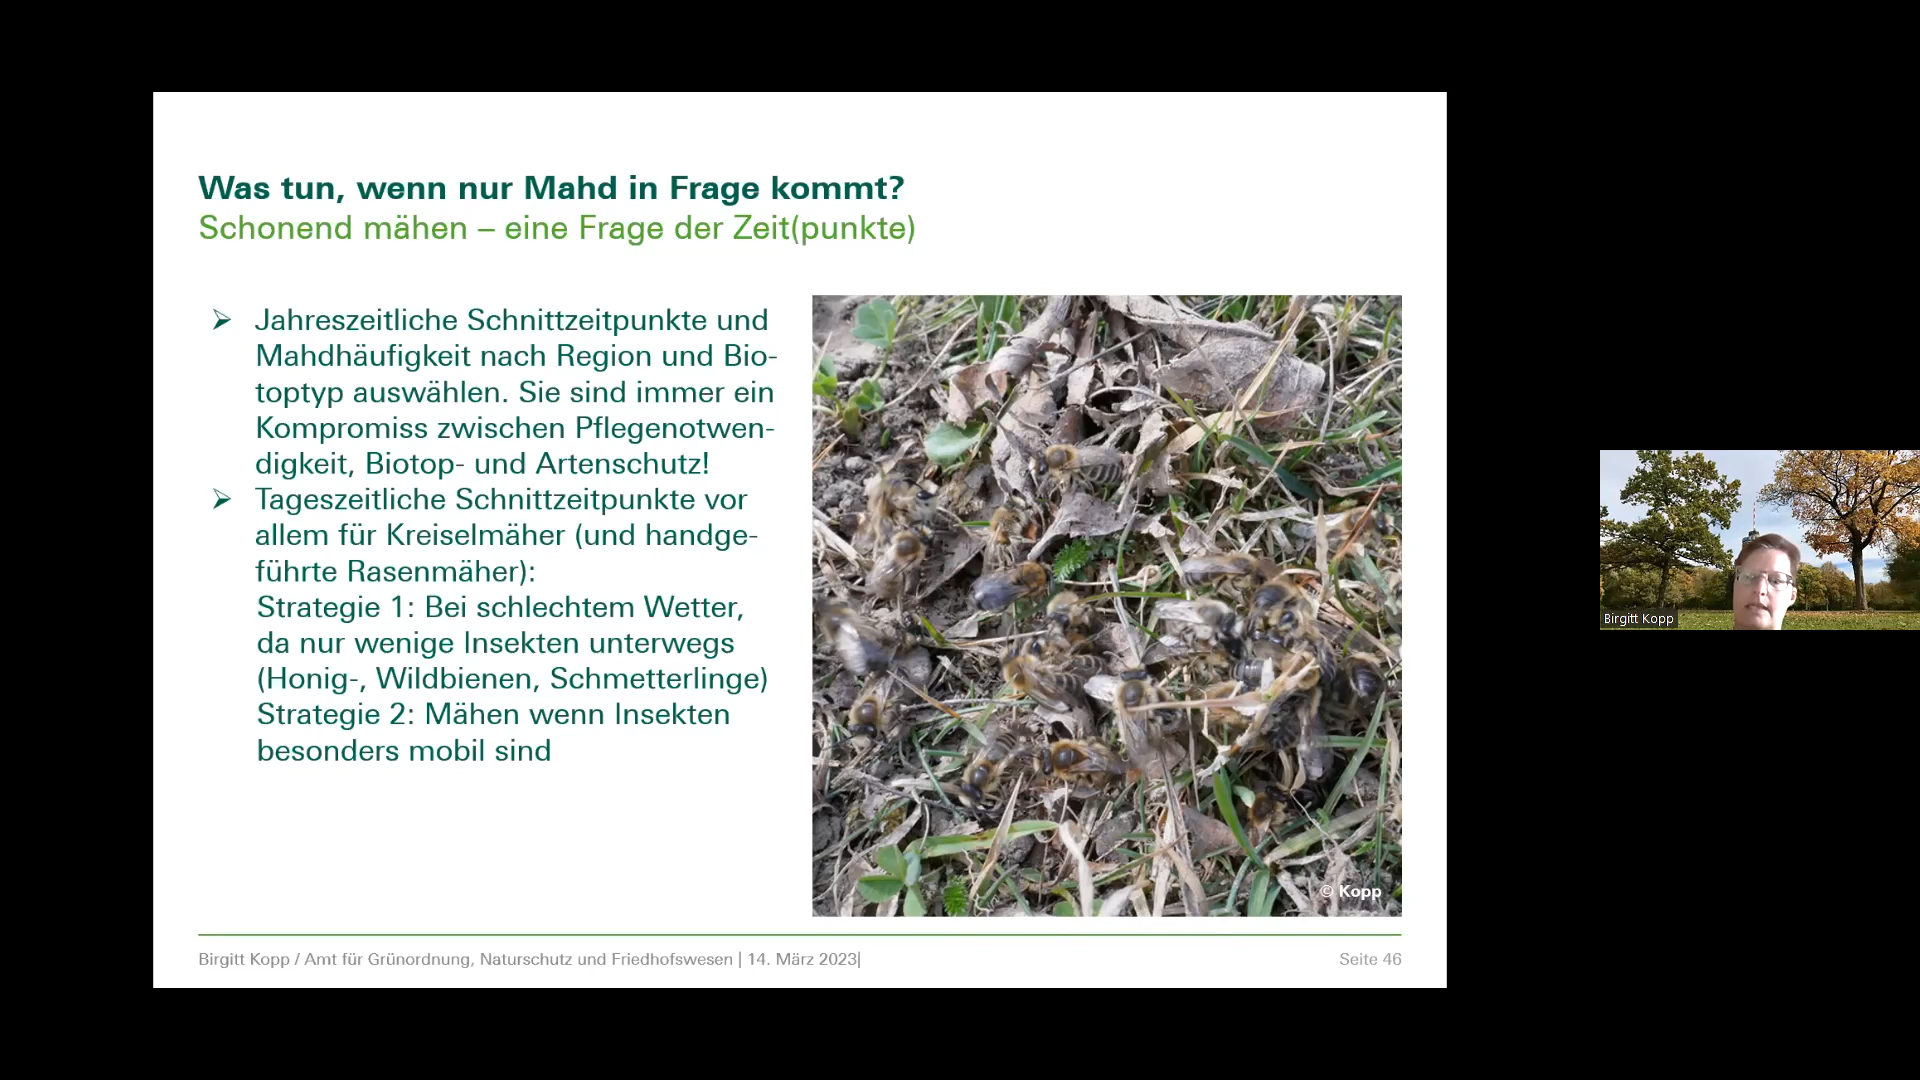 Was tun, wenn nur Mahd in Frage kommt?
Schonend mähen – eine Frage der Zeit(punkte)
➢ Jahreszeitliche Schnittzeitpunkte und
Mahdhäufigkeit nach Region und Bio-
toptyp auswählen. Sie sind immer ein
Kompromiss zwischen Pflegenotwen-
digkeit, Biotop- und Artenschutz!
➢ Tageszeitliche Schnittzeitpunkte vor
allem für Kreiselmäher (und handge-
führte Rasenmäher):
Strategie 1: Bei schlechtem Wetter,
da nur wenige Insekten unterwegs
(Honig-, Wildbienen, Schmetterlinge)
Strategie 2: Mähen wenn Insekten
besonders mobil sind
© Kopp
Birgitt Kopp / Amt für Grünordnung, Naturschutz und Friedhofswesen | 14. März 2023|
Seite 46
Birgitt Kopp